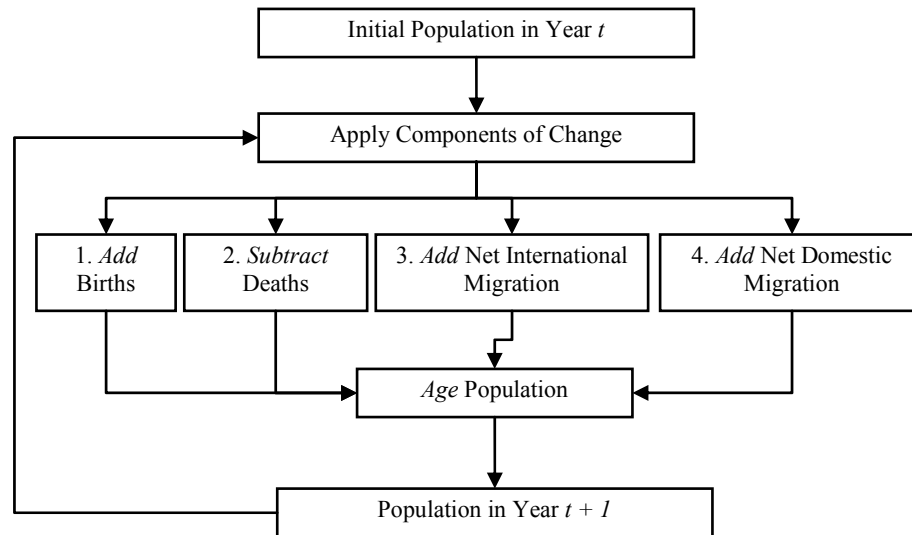 Initial Population in Year t
Apply Components of Change
1. Add
Births
2. Subtract
Deaths
3. Add Net International
Migration
4. Add Net Domestic
Migration
Age Population
Population in Year t + 1